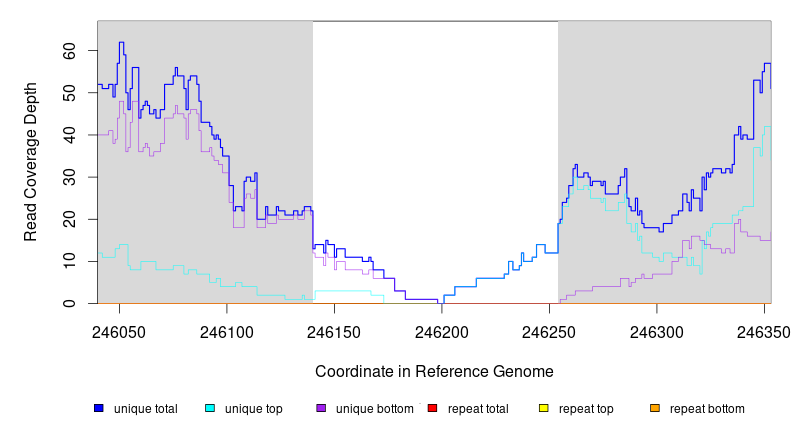 60
50
40
30
20
10
0
Read Coverage Depth
246050 246100 246150 246200 246250 246300 246350
Coordinate in Reference Genome
unique total unique top unique bottom repeat total repeat top repeat bottom